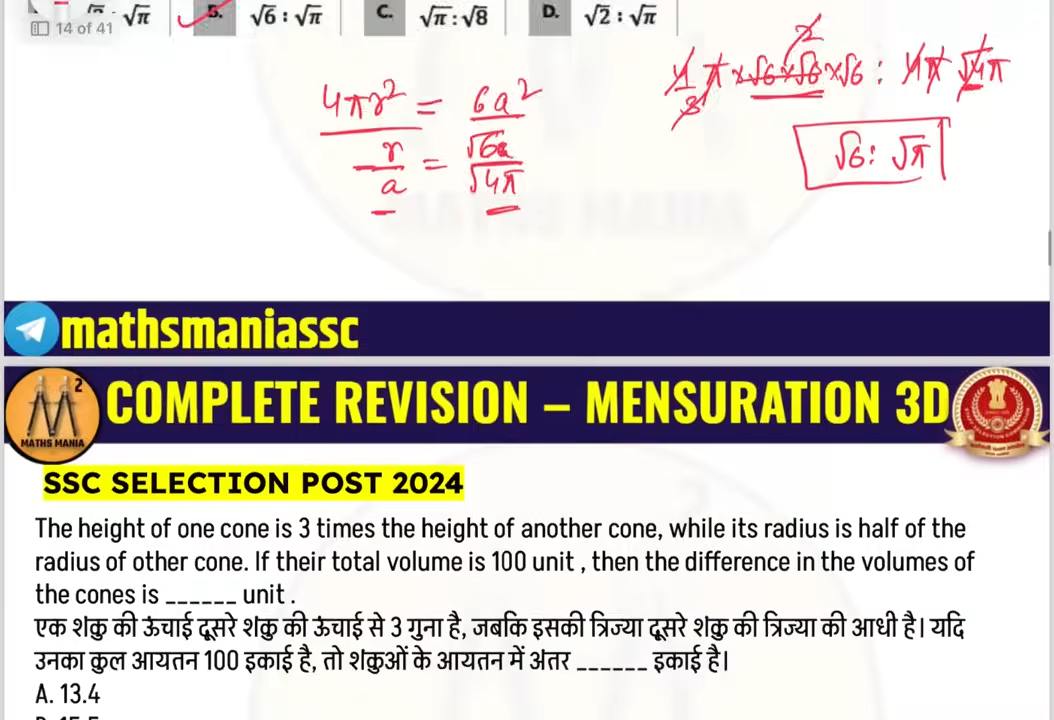 14 of 41
√π
B.
√6 : √π
C.
√π : √8
D.
√2 : √π
4πr² = 6a²
r/a = √6/√4π
√6 : √π
mathsmaniassc
MATHS MANIA
COMPLETE REVISION – MENSURATION 3D
SSC SELECTION POST 2024
The height of one cone is 3 times the height of another cone, while its radius is half of the
radius of other cone. If their total volume is 100 unit , then the difference in the volumes of
the cones is ______ unit .
एक शंकु की ऊंचाई दूसरे शंकु की ऊंचाई से 3 गुना है, जबकि इसकी त्रिज्या दूसरे शंकु की त्रिज्या की आधी है। यदि
उनका कुल आयतन 100 इकाई है, तो शंकुओं के आयतन में अंतर ______ इकाई है।
A. 13.4